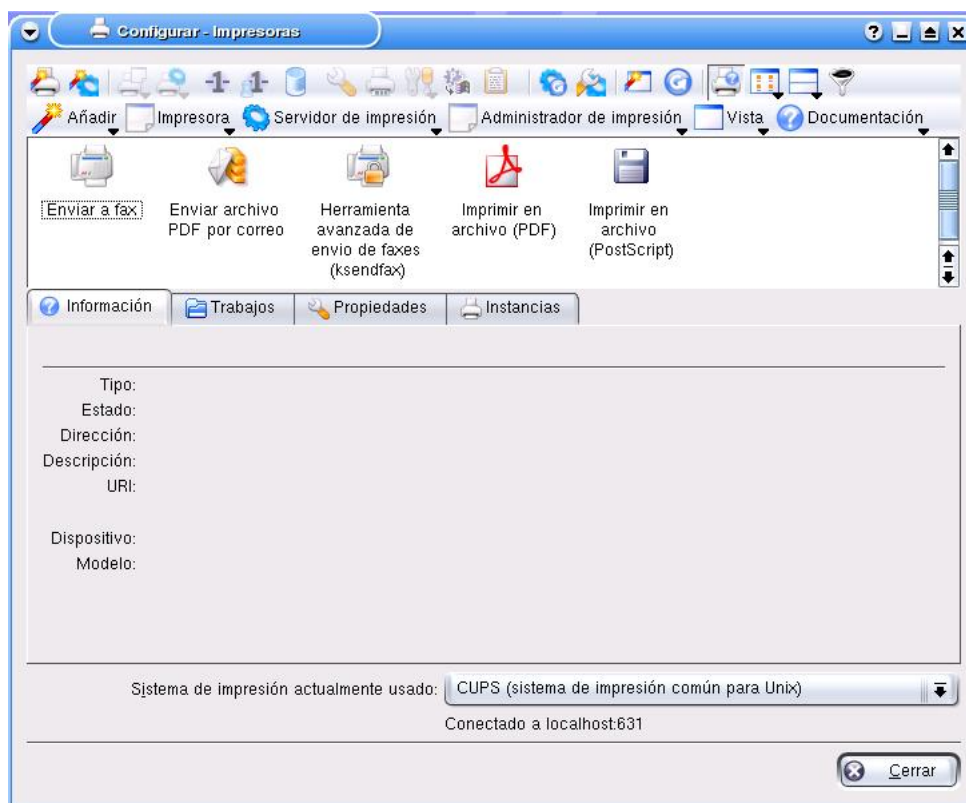 Configurar - Impresoras
Añadir Impresora Servidor de impresión Administrador de impresión Vista Documentación
Enviar a fax
Enviar archivo
PDF por correo
Herramienta
avanzada de
envio de faxes
(ksendfax)
Imprimir en
archivo (PDF)
Imprimir en
archivo
(PostScript)
Información Trabajos Propiedades Instancias
Tipo:
Estado:
Dirección:
Descripción:
URI:
Dispositivo:
Modelo:
Sistema de impresión actualmente usado: CUPS (sistema de impresión común para Unix)
Conectado a localhost:631
Cerrar